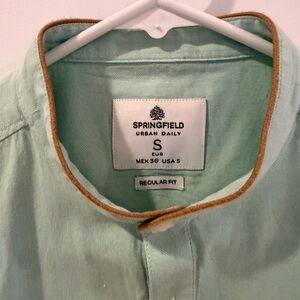 SPRINGFIELD
URBAN DAILY
S
EUR
MEX 36 USA S
REGULAR FIT